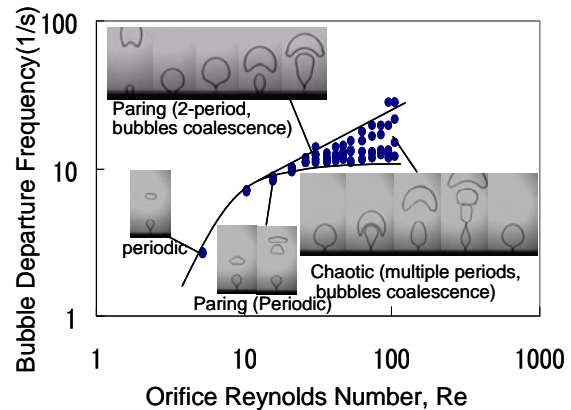 Bubble Departure Frequency(1/s)
100
10
1
Paring (2-period,
bubbles coalescence)
periodic
Paring (Periodic)
Chaotic (multiple periods,
bubbles coalescence)
1
10
100
1000
Orifice Reynolds Number, Re